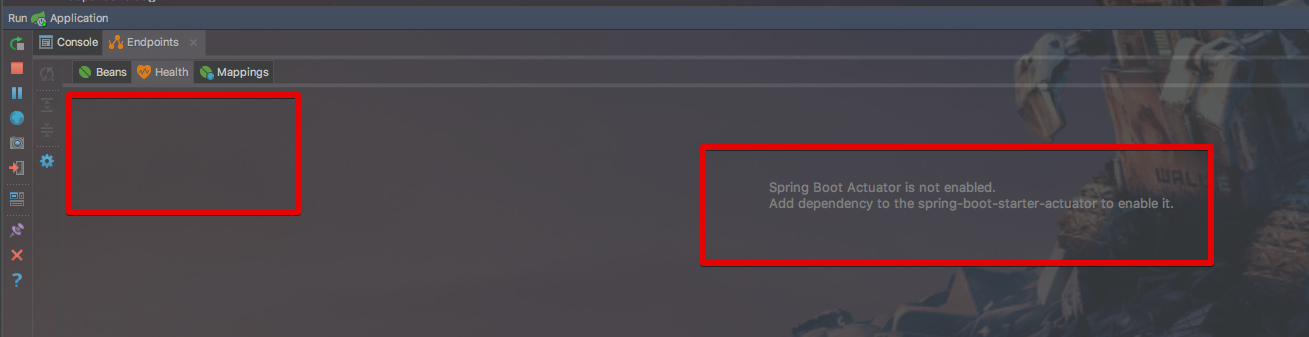 Run Application
Console Endpoints
Beans Health Mappings
Spring Boot Actuator is not enabled.
Add dependency to the spring-boot-starter-actuator to enable it.